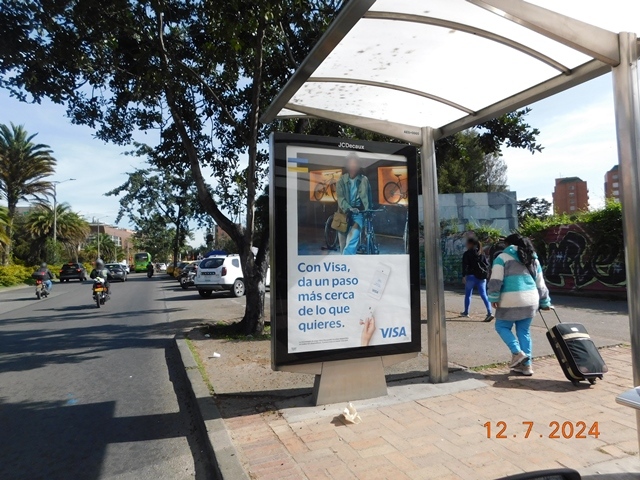 JCDecaux
Con Visa,
da un paso
más cerca
de lo que
quieres.
VISA
12.7.2024